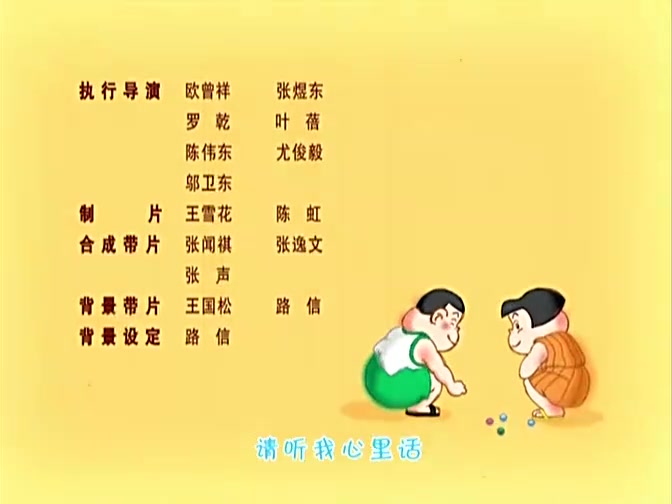 执行导演 欧曾祥 张煜东
罗 乾 叶 蓓
陈伟东 尤俊毅
邬卫东
制 片 王雪花 陈 虹
合成带片 张闻祺 张逸文
张 声
背景带片 王国松 路 信
背景设定 路 信
请听我心里话